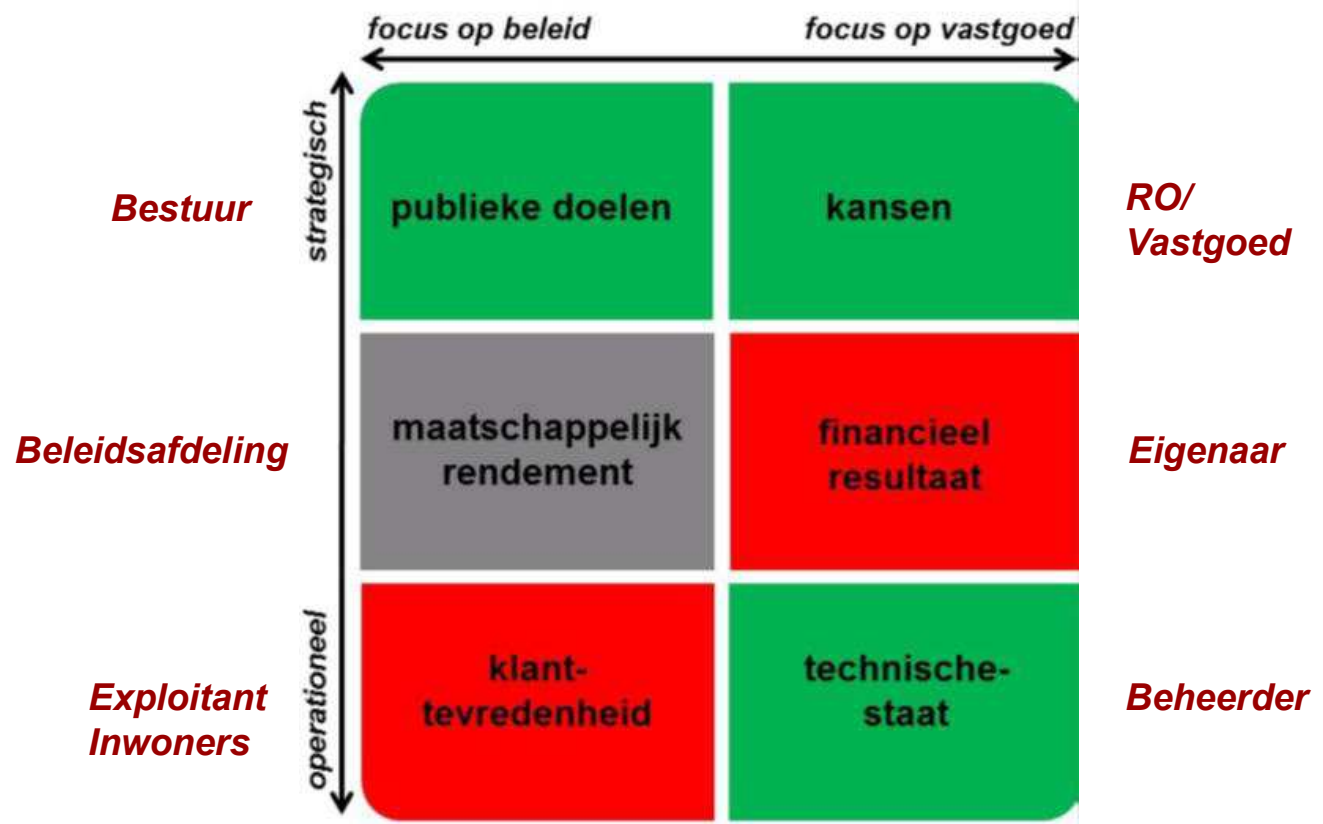 focus op beleid
focus op vastgoed
strategisch
Bestuur
publieke doelen
kansen
RO/
Vastgoed
Beleidsafdeling
maatschappelijk
rendement
financieel
resultaat
Eigenaar
operationeel
Exploitant
Inwoners
klant-
tevredenheid
technische-
staat
Beheerder